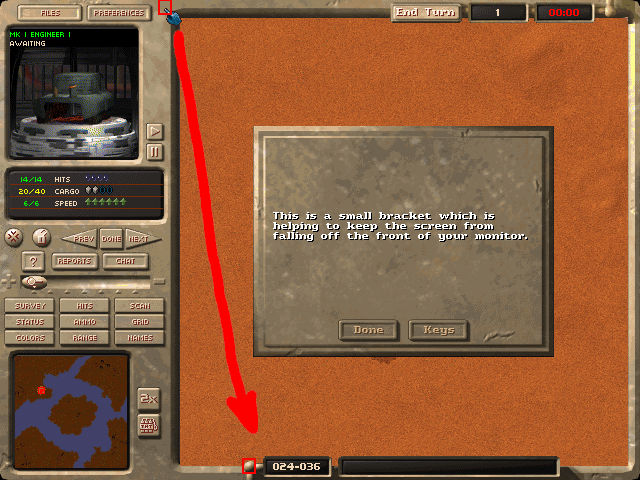 FILES
PREFERENCES
End Turn
1
00:00
MK I ENGINEER 1
AWAITING
14/14 HITS
20/40 CARGO
6/6 SPEED
PREV DONE NEXT
? REPORTS CHAT
SURVEY HITS SCAN
STATUS AMMO GRID
COLORS RANGE NAMES
2x
This is a small bracket which is
helping to keep the screen from
falling off the front of your monitor.
Done Keys
024-036